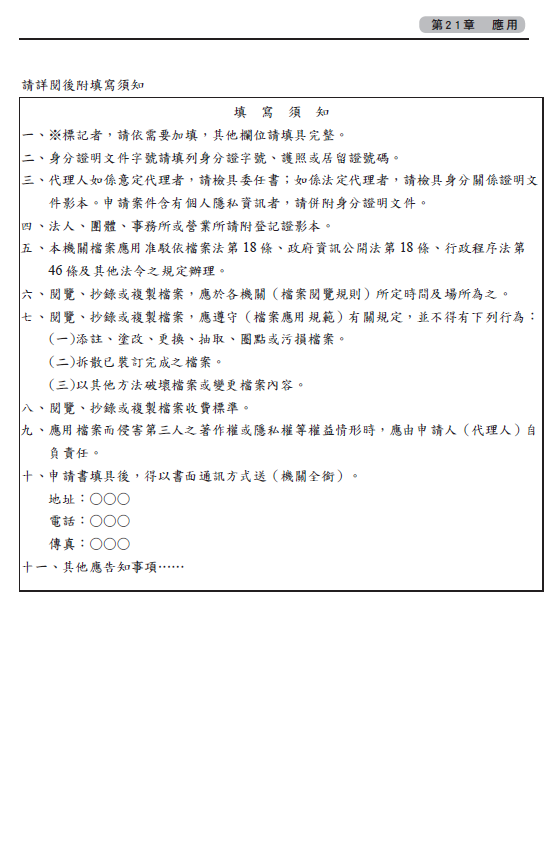 第21章 應用
請詳閱後附填寫須知
填 寫 須 知
一、※標記者，請依需要加填，其他欄位請填具完整。
二、身分證明文件字號請填列身分證字號、護照或居留證號碼。
三、代理人如係意定代理者，請檢具委任書；如係法定代理者，請檢具身分關係證明文
件影本。申請案件含有個人隱私資訊者，請併附身分證明文件。
四、法人、團體、事務所或營業所請附登記證影本。
五、本機關檔案應用准駁依檔案法第 18 條、政府資訊公開法第 18 條、行政程序法第
46 條及其他法令之規定辦理。
六、閱覽、抄錄或複製檔案，應於各機關（檔案閱覽規則）所定時間及場所為之。
七、閱覽、抄錄或複製檔案，應遵守（檔案應用規範）有關規定，並不得有下列行為：
(一)添註、塗改、更換、抽取、圈點或污損檔案。
(二)拆散已裝訂完成之檔案。
(三)以其他方法破壞檔案或變更檔案內容。
八、閱覽、抄錄或複製檔案收費標準。
九、應用檔案而侵害第三人之著作權或隱私權等權益情形時，應由申請人（代理人）自
負責任。
十、申請書填具後，得以書面通訊方式送（機關全銜）。
地址：○○○
電話：○○○
傳真：○○○
十一、其他應告知事項……